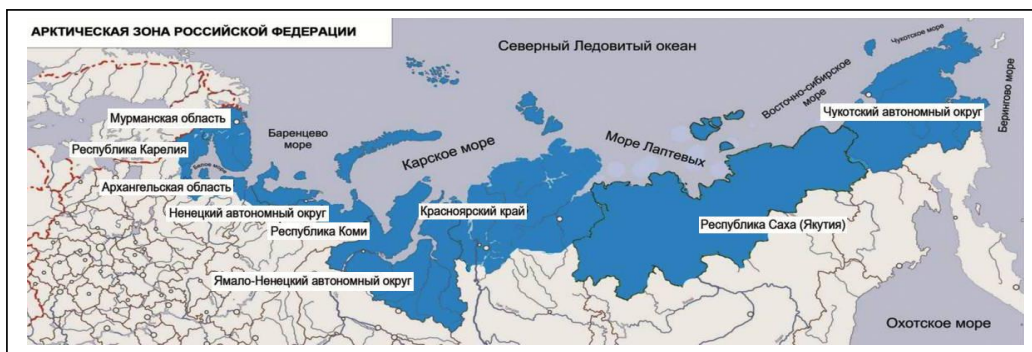 АРКТИЧЕСКАЯ ЗОНА РОССИЙСКОЙ ФЕДЕРАЦИИ
Северный Ледовитый океан
Чукотское море
Восточно-сибирское
море
Берингово море
Чукотский автономный округ
Мурманская область
Баренцево
море
Республика Карелия
Карское море
Море Лаптевых
Белое море
Архангельская область
Ненецкий автономный округ
Красноярский край
Республика Коми
Республика Саха (Якутия)
Ямало-Ненецкий автономный округ
Охотское море